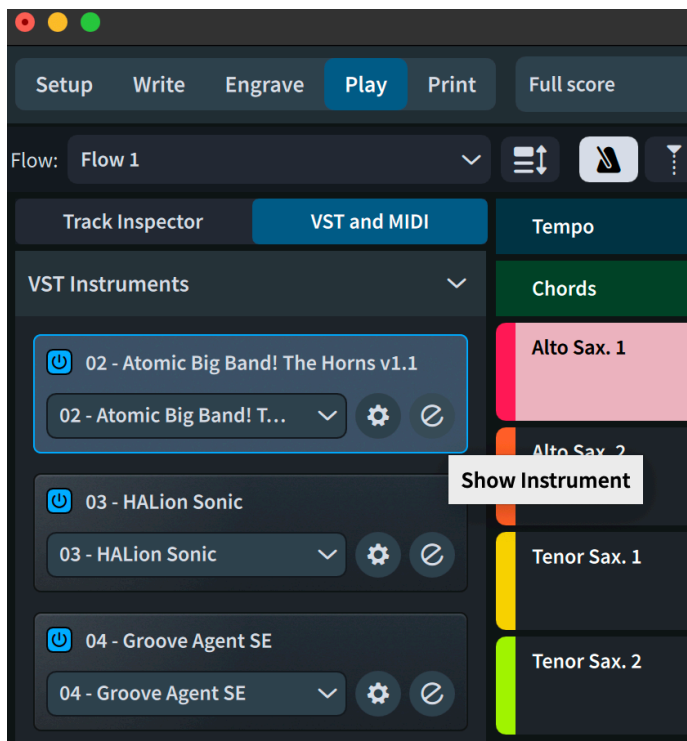 Setup Write Engrave Play Print Full score
Flow: Flow 1
Track Inspector VST and MIDI Tempo
VST Instruments Chords
02 - Atomic Big Band! The Horns v1.1 Alto Sax. 1
02 - Atomic Big Band! T...
Alto Sax. 2
Show Instrument
03 - HALion Sonic
03 - HALion Sonic Tenor Sax. 1
04 - Groove Agent SE
04 - Groove Agent SE Tenor Sax. 2